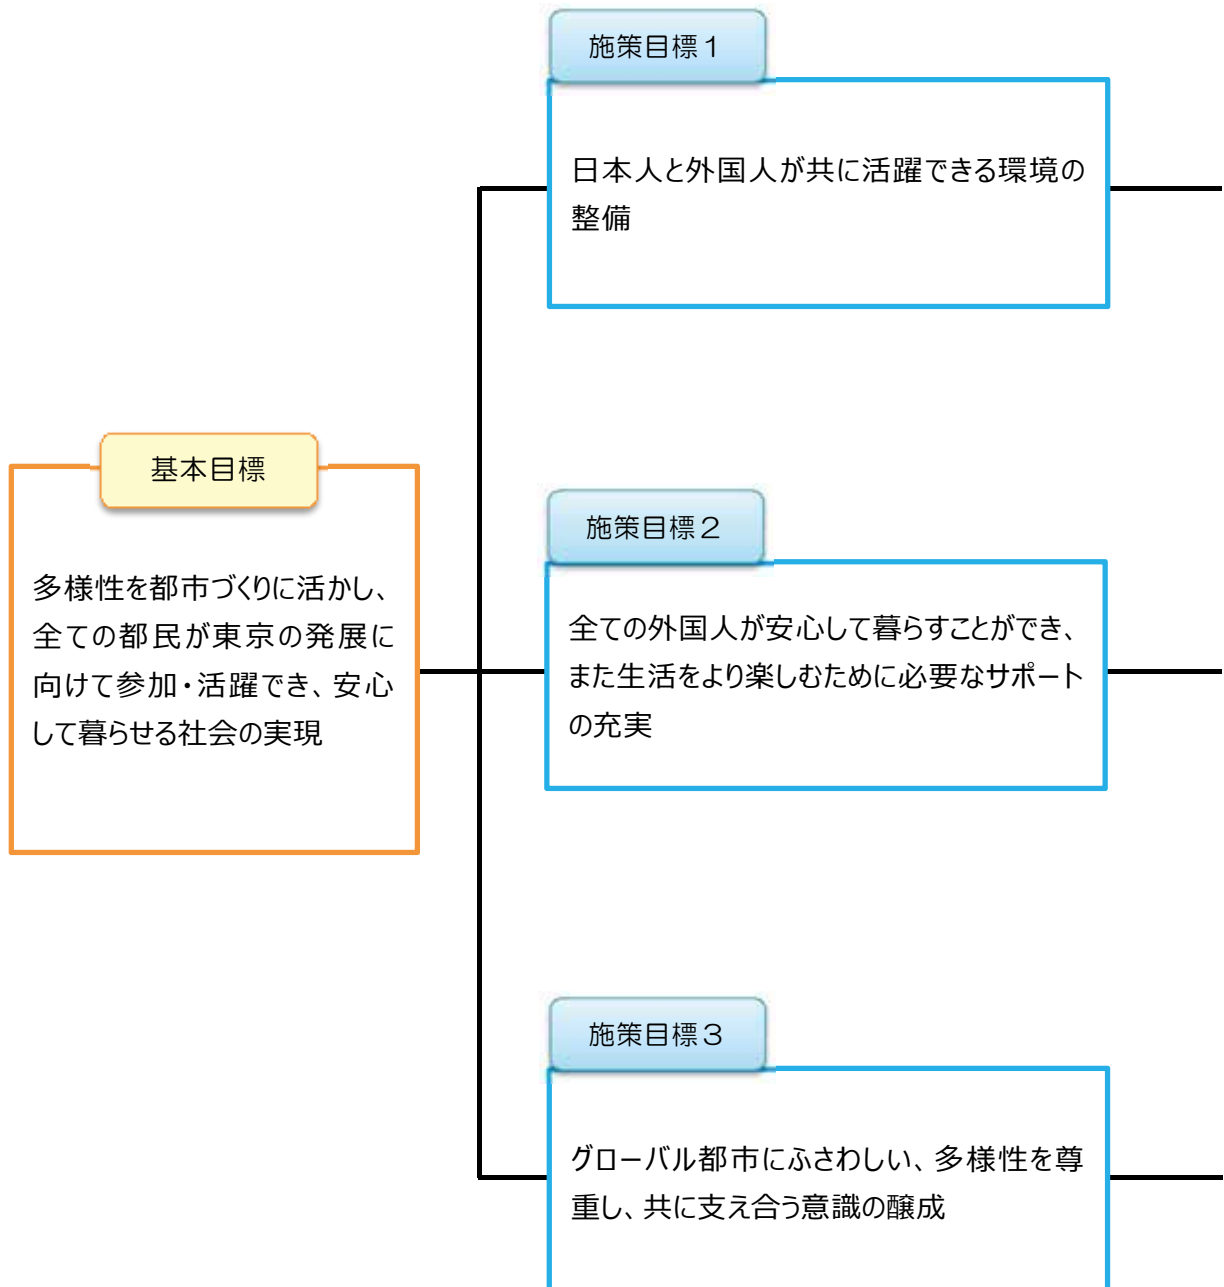 施策目標1
日本人と外国人が共に活躍できる環境の
整備
基本目標
多様性を都市づくりに活かし、
全ての都民が東京の発展に
向けて参加・活躍でき、安心
して暮らせる社会の実現
施策目標2
全ての外国人が安心して暮らすことができ、
また生活をより楽しむために必要なサポート
の充実
施策目標3
グローバル都市にふさわしい、多様性を尊
重し、共に支え合う意識の醸成